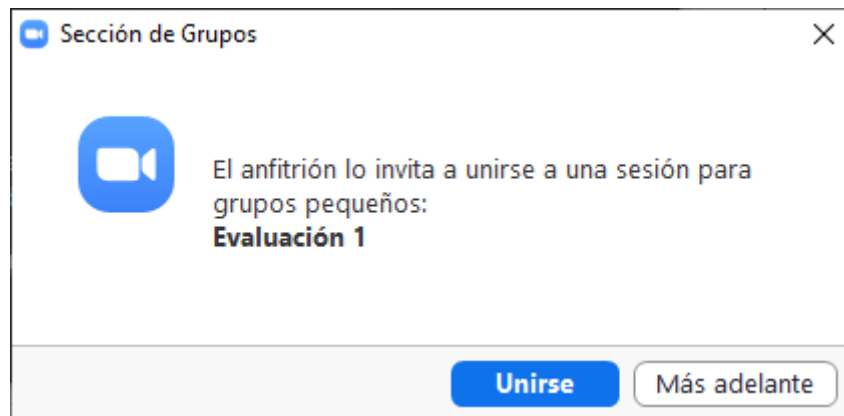 Sección de Grupos
El anfitrión lo invita a unirse a una sesión para
grupos pequeños:
Evaluación 1
Unirse
Más adelante